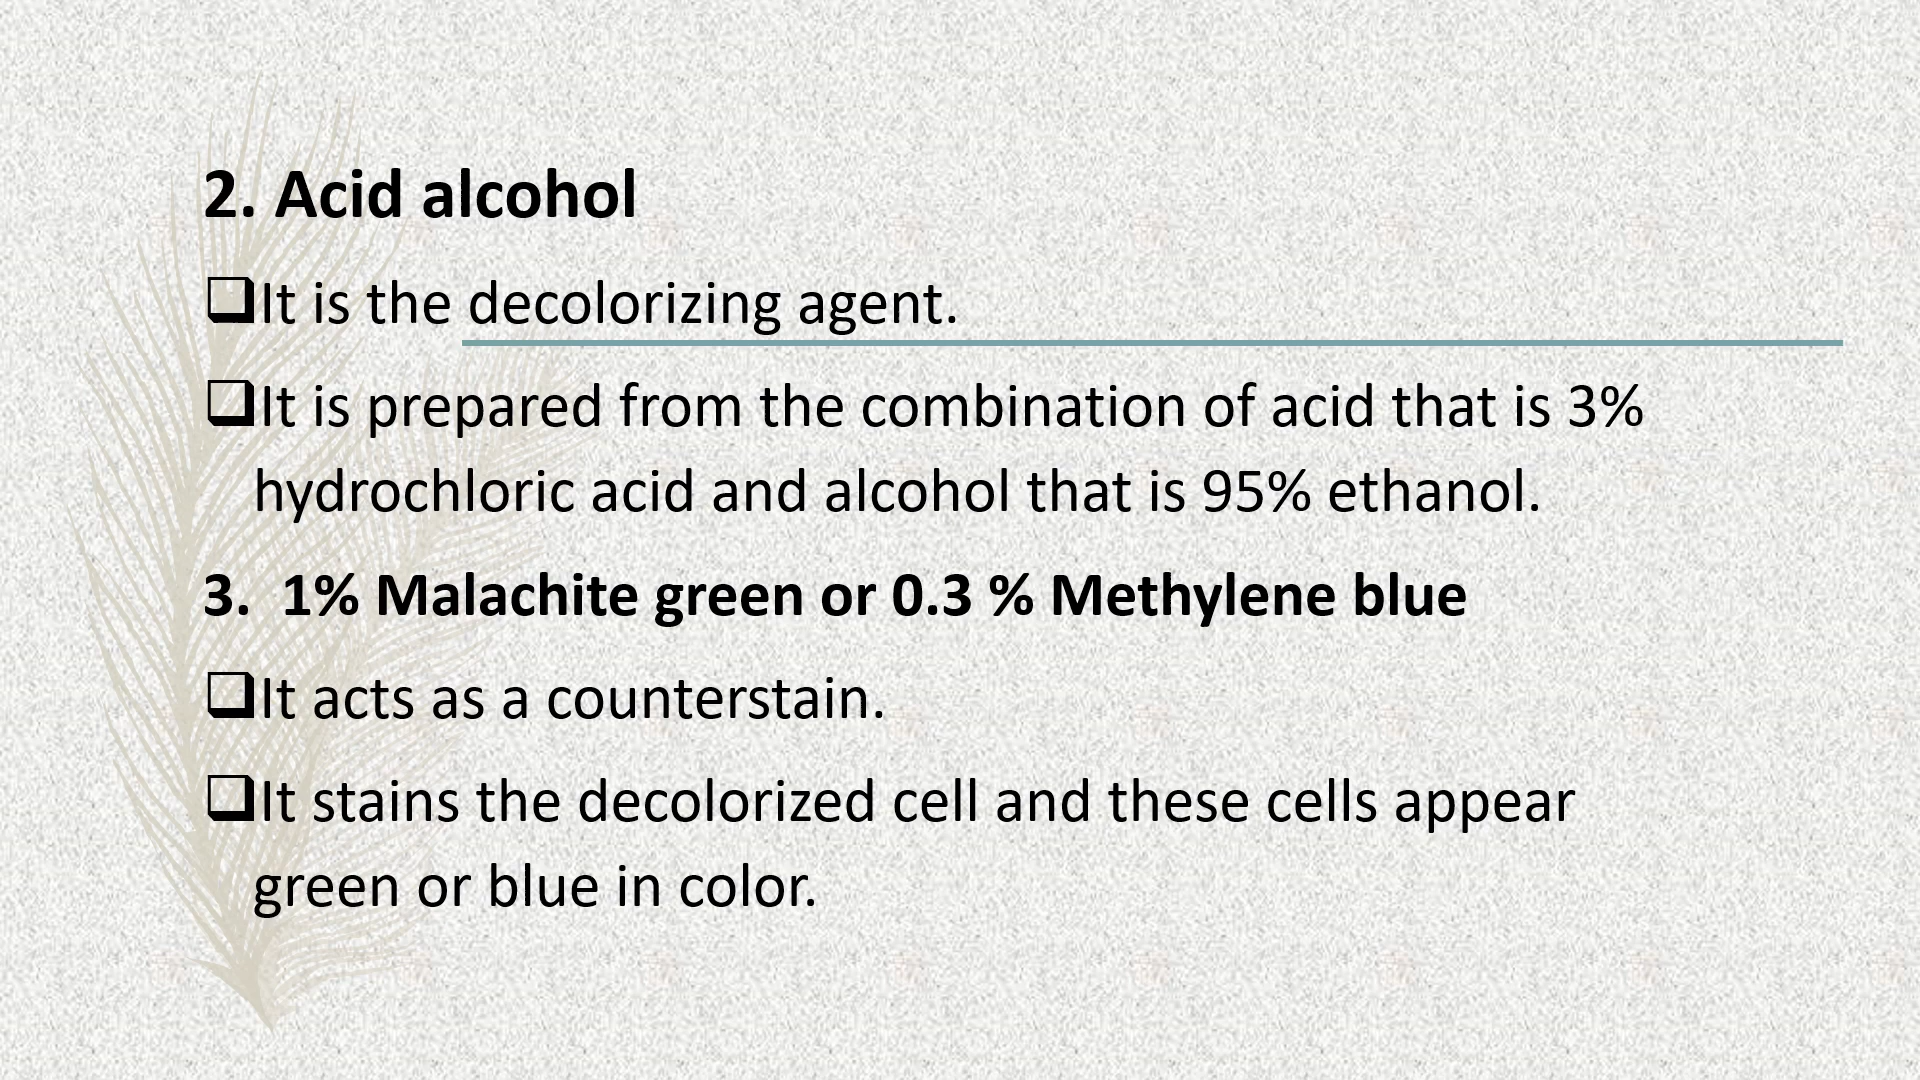 2. Acid alcohol
❑It is the decolorizing agent.
❑It is prepared from the combination of acid that is 3%
hydrochloric acid and alcohol that is 95% ethanol.
3.  1% Malachite green or 0.3 % Methylene blue
❑It acts as a counterstain.
❑It stains the decolorized cell and these cells appear
green or blue in color.